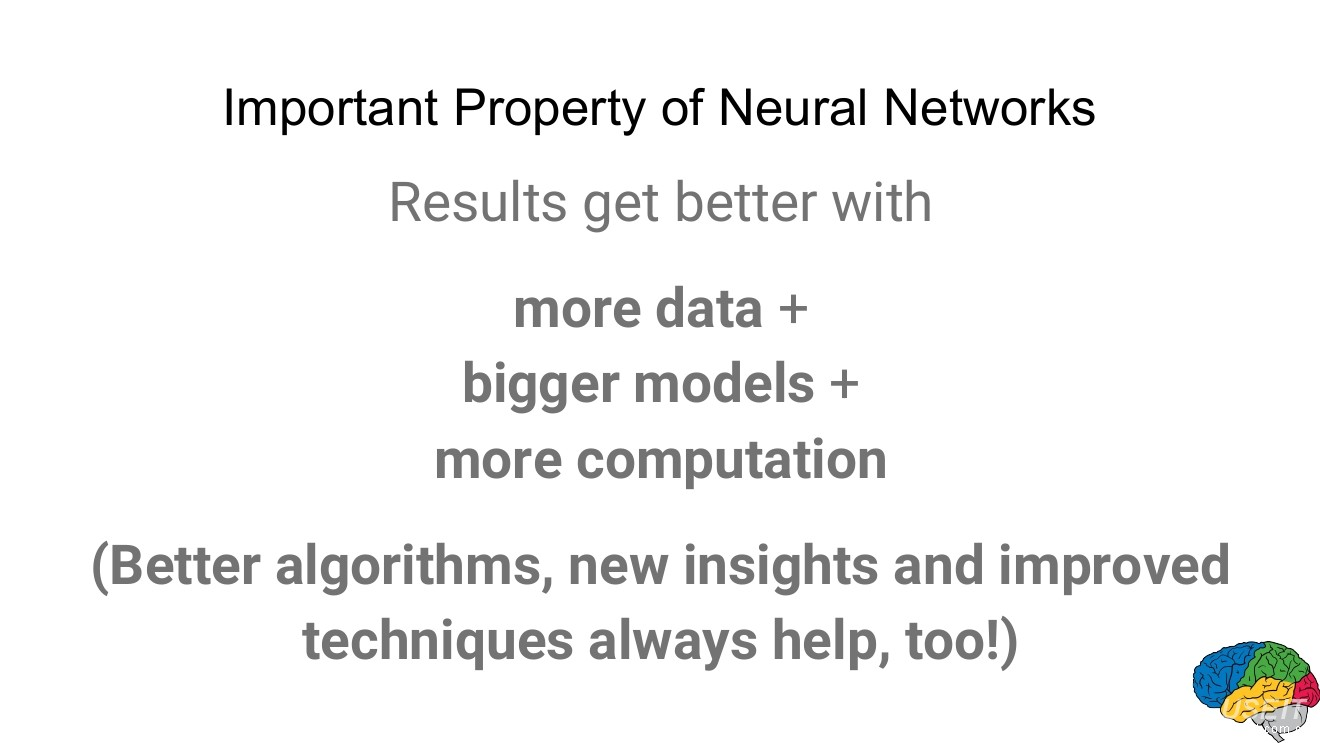 Important Property of Neural Networks
Results get better with
more data +
bigger models +
more computation
(Better algorithms, new insights and improved
techniques always help, too!)
USEIT